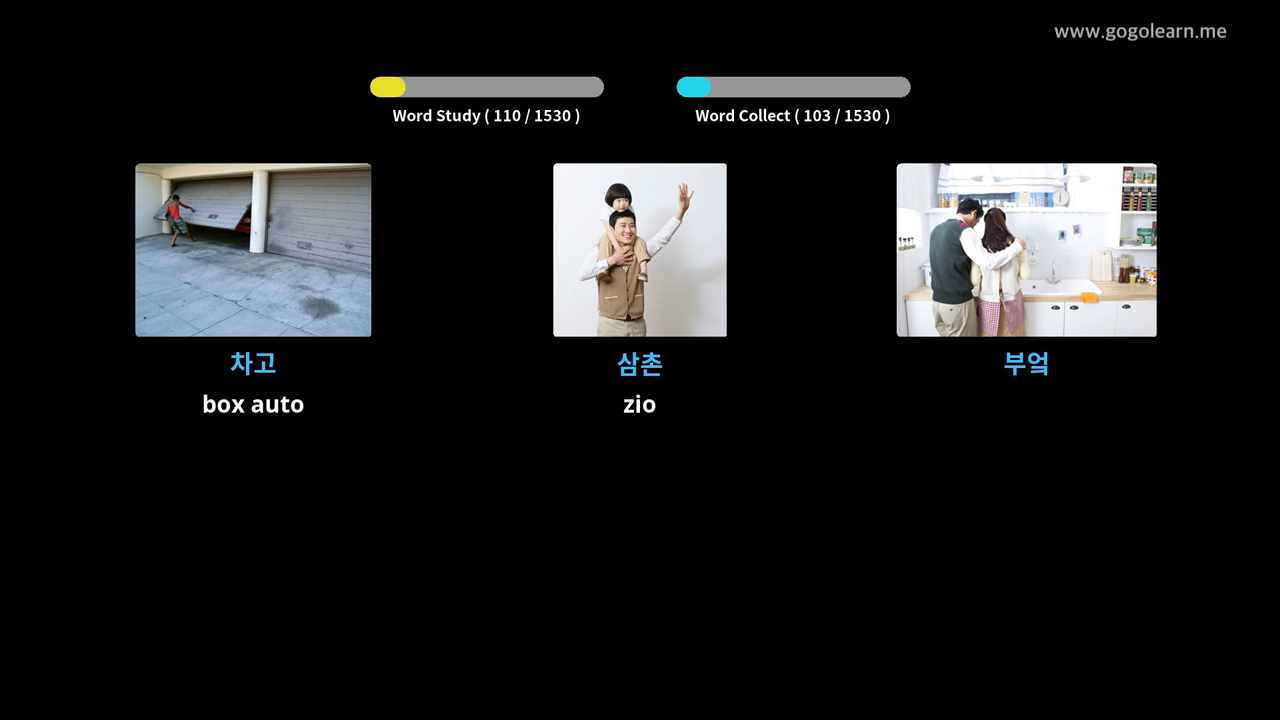 www.gogolearn.me
Word Study ( 110 / 1530 )
Word Collect ( 103 / 1530 )
차고
삼촌
부엌
box auto
zio